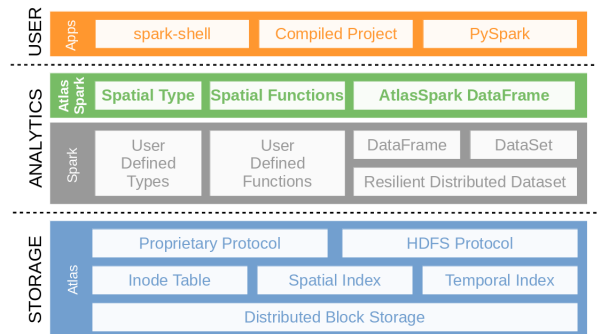 USER
Apps
spark-shell
Compiled Project
PySpark
ANALYTICS
Atlas
Spark
Spatial Type
Spatial Functions
AtlasSpark DataFrame
Spark
User
Defined
Types
User
Defined
Functions
DataFrame
DataSet
Resilient Distributed Dataset
STORAGE
Atlas
Proprietary Protocol
HDFS Protocol
Inode Table
Spatial Index
Temporal Index
Distributed Block Storage